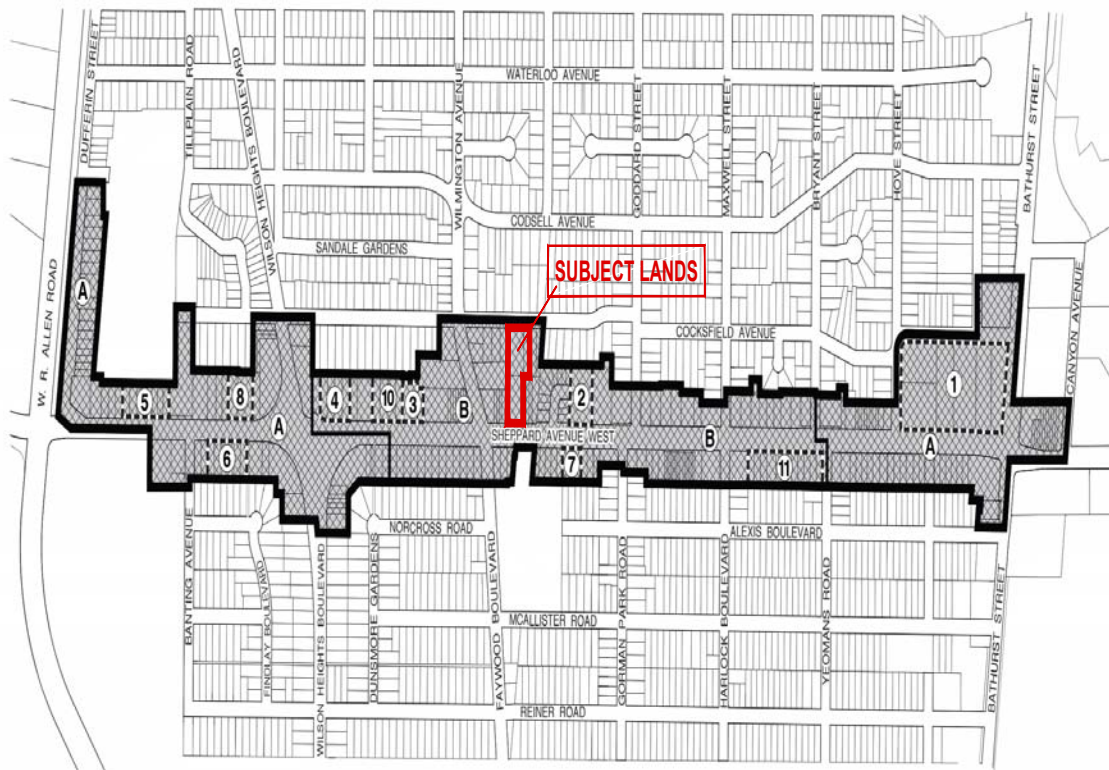 WATERLOO AVENUE
DUFFERIN STREET
TILLPLAIN ROAD
WILSON HEIGHTS BOULEVARD
WILMINGTON AVENUE
GODDARD STREET
MAXWELL STREET
BRYANT STREET
HOVE STREET
BATHURST STREET
CODSELL AVENUE
SANDALE GARDENS
SUBJECT LANDS
COCKSFIELD AVENUE
W. R. ALLEN ROAD
CANYON AVENUE
A
1
5
8
4
10
3
B
2
A
SHEPPARD AVENUE WEST
B
A
6
7
11
NORCROSS ROAD
ALEXIS BOULEVARD
BANTING AVENUE
FINDLAY BOULEVARD
WILSON HEIGHTS BOULEVARD
DUNSMORE GARDENS
FAYWOOD BOULEVARD
GORMAN PARK ROAD
HARLOCK BOULEVARD
YEOMANS ROAD
BATHURST STREET
MCALLISTER ROAD
REINER ROAD